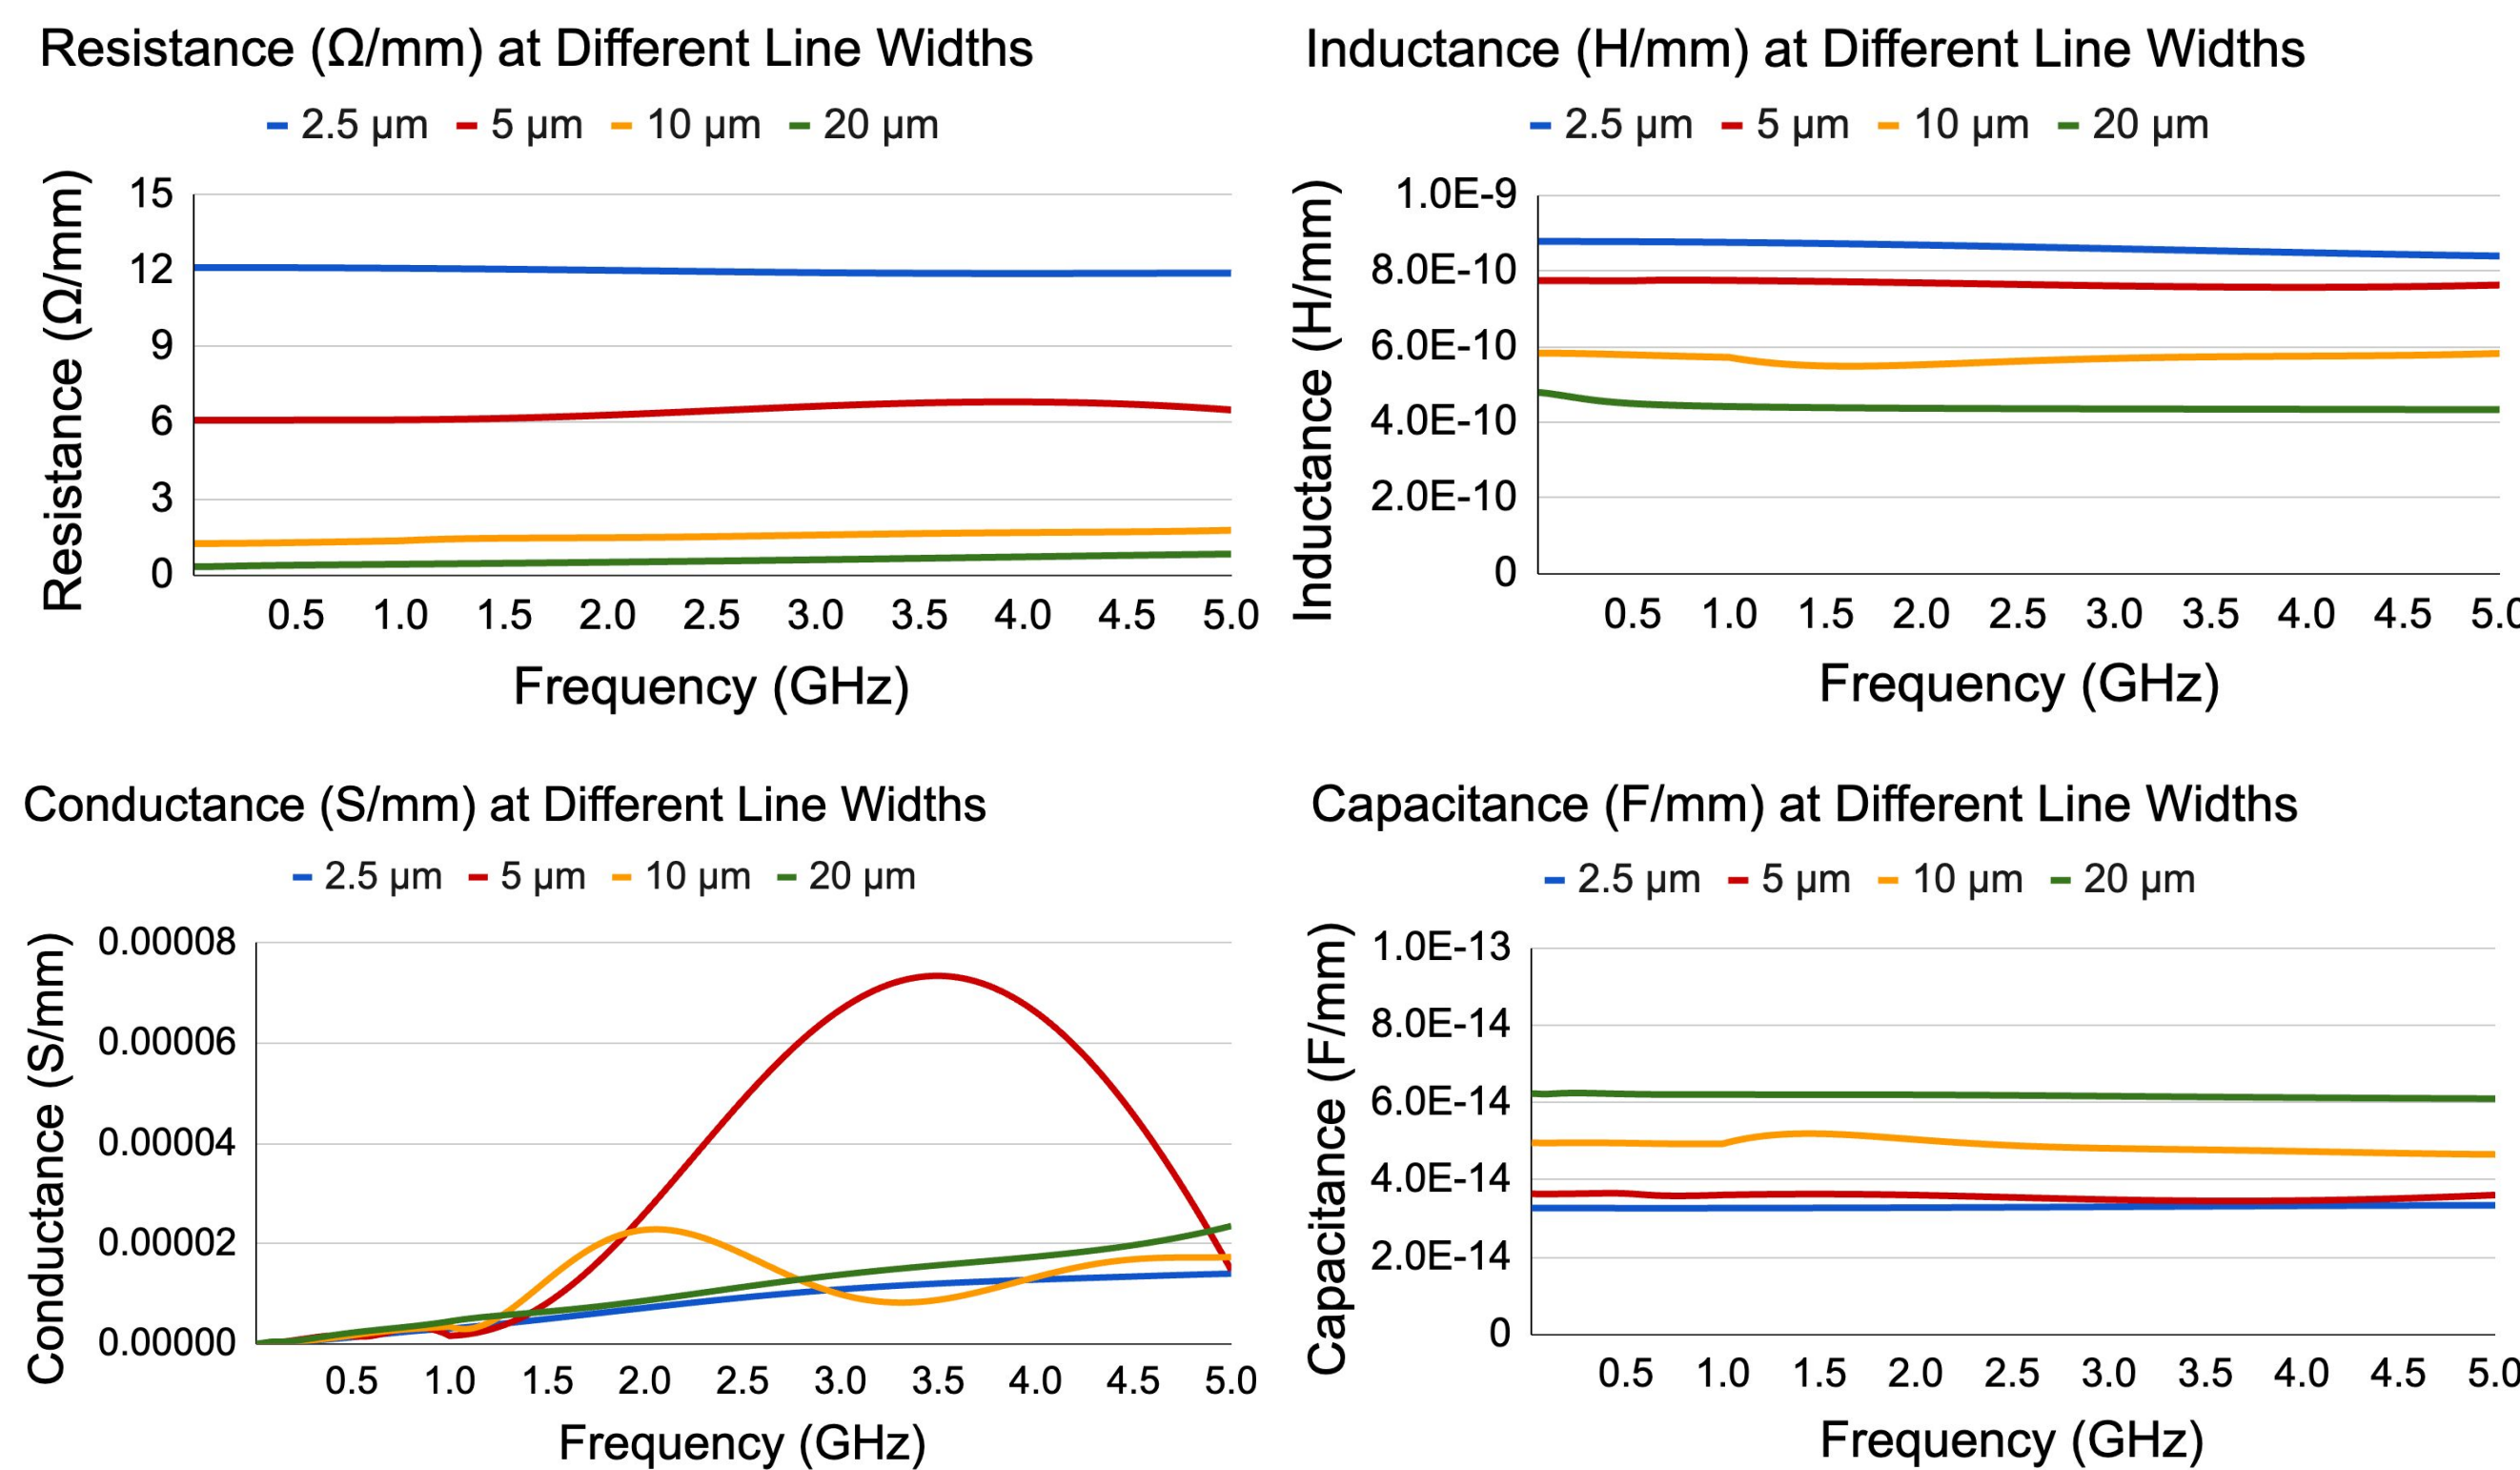 Resistance (Ω/mm) at Different Line Widths
2.5 µm 5 µm 10 µm 20 µm
Resistance (Ω/mm)
15
12
9
6
3
0
0.5 1.0 1.5 2.0 2.5 3.0 3.5 4.0 4.5 5.0
Frequency (GHz)
Inductance (H/mm) at Different Line Widths
2.5 µm 5 µm 10 µm 20 µm
Inductance (H/mm)
1.0E-9
8.0E-10
6.0E-10
4.0E-10
2.0E-10
0
0.5 1.0 1.5 2.0 2.5 3.0 3.5 4.0 4.5 5.0
Frequency (GHz)
Conductance (S/mm) at Different Line Widths
2.5 µm 5 µm 10 µm 20 µm
Conductance (S/mm)
0.00008
0.00006
0.00004
0.00002
0.00000
0.5 1.0 1.5 2.0 2.5 3.0 3.5 4.0 4.5 5.0
Frequency (GHz)
Capacitance (F/mm) at Different Line Widths
2.5 µm 5 µm 10 µm 20 µm
Capacitance (F/mm)
1.0E-13
8.0E-14
6.0E-14
4.0E-14
2.0E-14
0
0.5 1.0 1.5 2.0 2.5 3.0 3.5 4.0 4.5 5.0
Frequency (GHz)